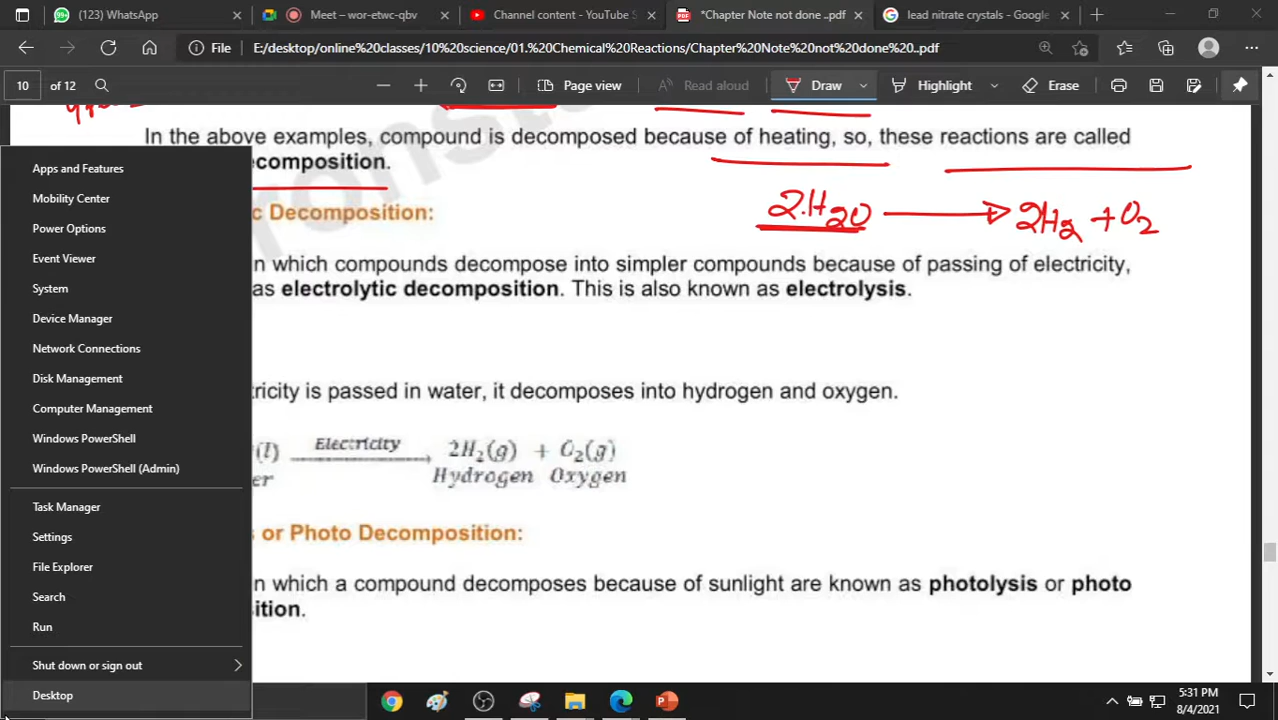 (123) WhatsApp
Meet – wor-etwc-qbv
Channel content - YouTube S
*Chapter Note not done ..pdf
lead nitrate crystals - Google
File
E:/desktop/online%20classes/10%20science/01.%20Chemical%20Reactions/Chapter%20Note%20not%20done%20..pdf
10 of 12
Page view
Read aloud
Draw
Highlight
Erase
In the above examples, compound is decomposed because of heating, so, these reactions are called
ecomposition.
2H2O → 2H2 + O2
c Decomposition:
n which compounds decompose into simpler compounds because of passing of electricity,
as electrolytic decomposition. This is also known as electrolysis.
tricity is passed in water, it decomposes into hydrogen and oxygen.
(l) Electricity 2H2(g) + O2(g)
er Hydrogen Oxygen
s or Photo Decomposition:
n which a compound decomposes because of sunlight are known as photolysis or photo
ition.
Apps and Features
Mobility Center
Power Options
Event Viewer
System
Device Manager
Network Connections
Disk Management
Computer Management
Windows PowerShell
Windows PowerShell (Admin)
Task Manager
Settings
File Explorer
Search
Run
Shut down or sign out
Desktop
5:31 PM
8/4/2021